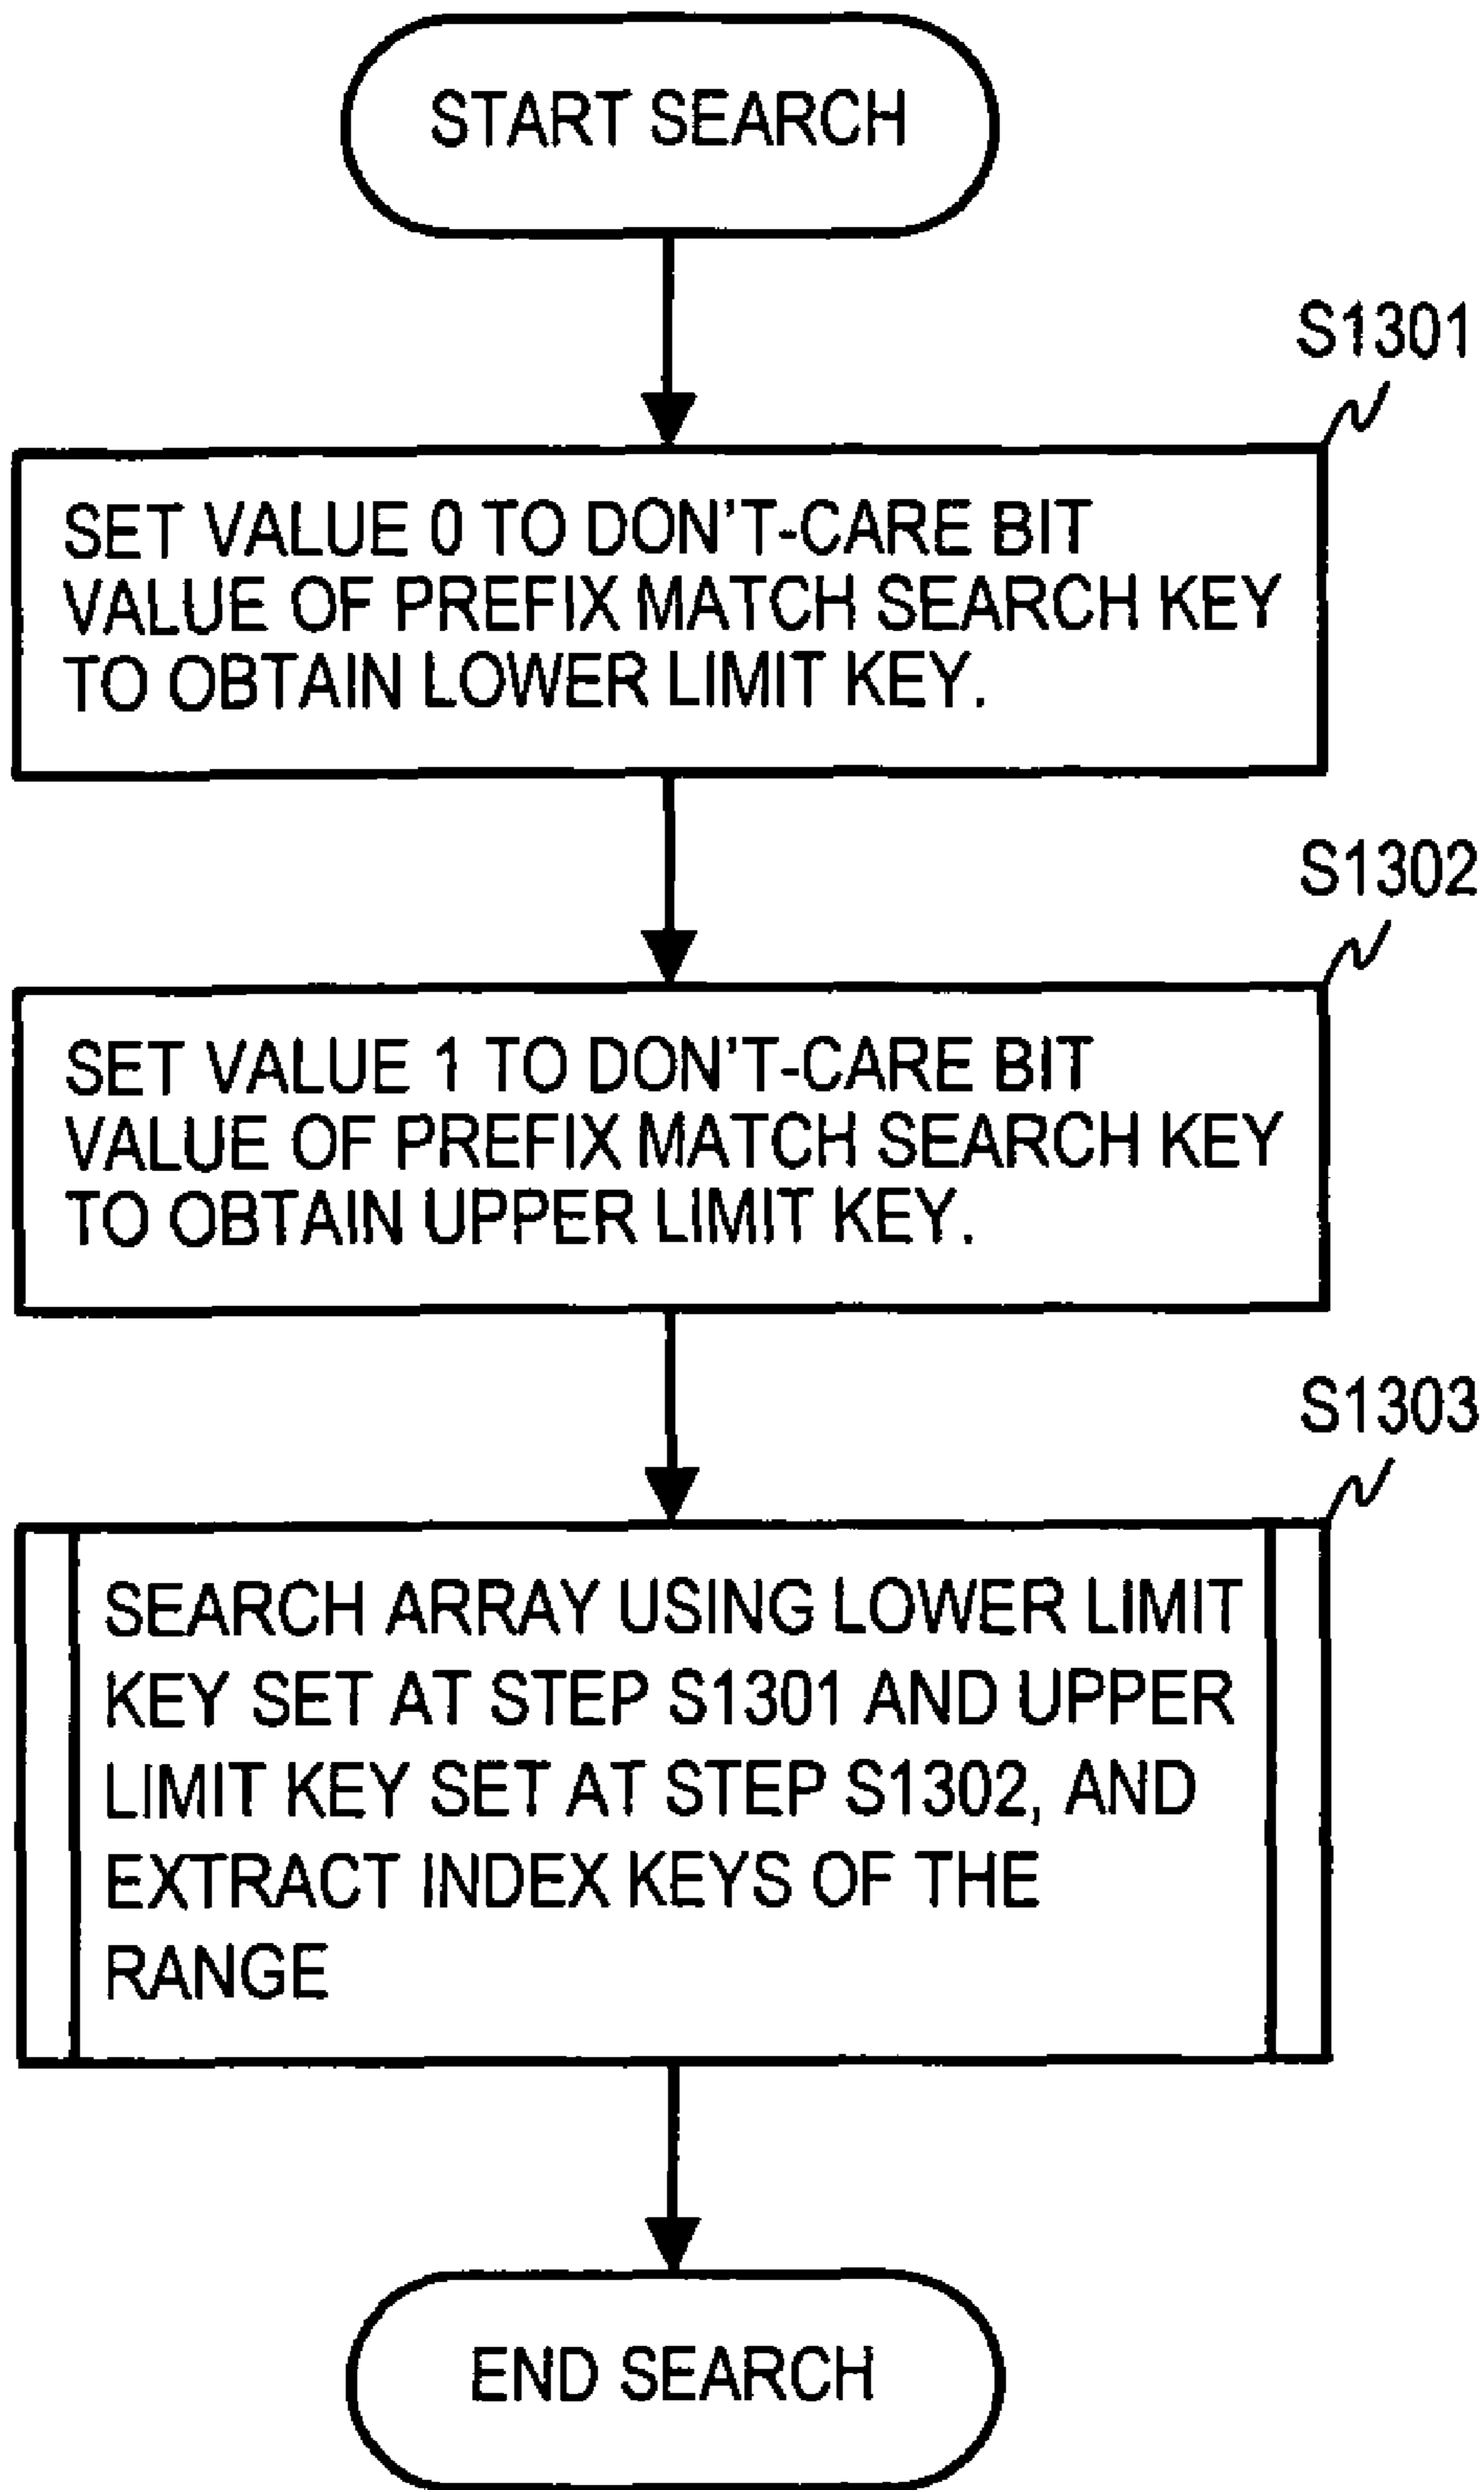 START SEARCH
S1301
SET VALUE 0 TO DON'T-CARE BIT
VALUE OF PREFIX MATCH SEARCH KEY
TO OBTAIN LOWER LIMIT KEY.
S1302
SET VALUE 1 TO DON'T-CARE BIT
VALUE OF PREFIX MATCH SEARCH KEY
TO OBTAIN UPPER LIMIT KEY.
S1303
SEARCH ARRAY USING LOWER LIMIT
KEY SET AT STEP S1301 AND UPPER
LIMIT KEY SET AT STEP S1302, AND
EXTRACT INDEX KEYS OF THE
RANGE
END SEARCH